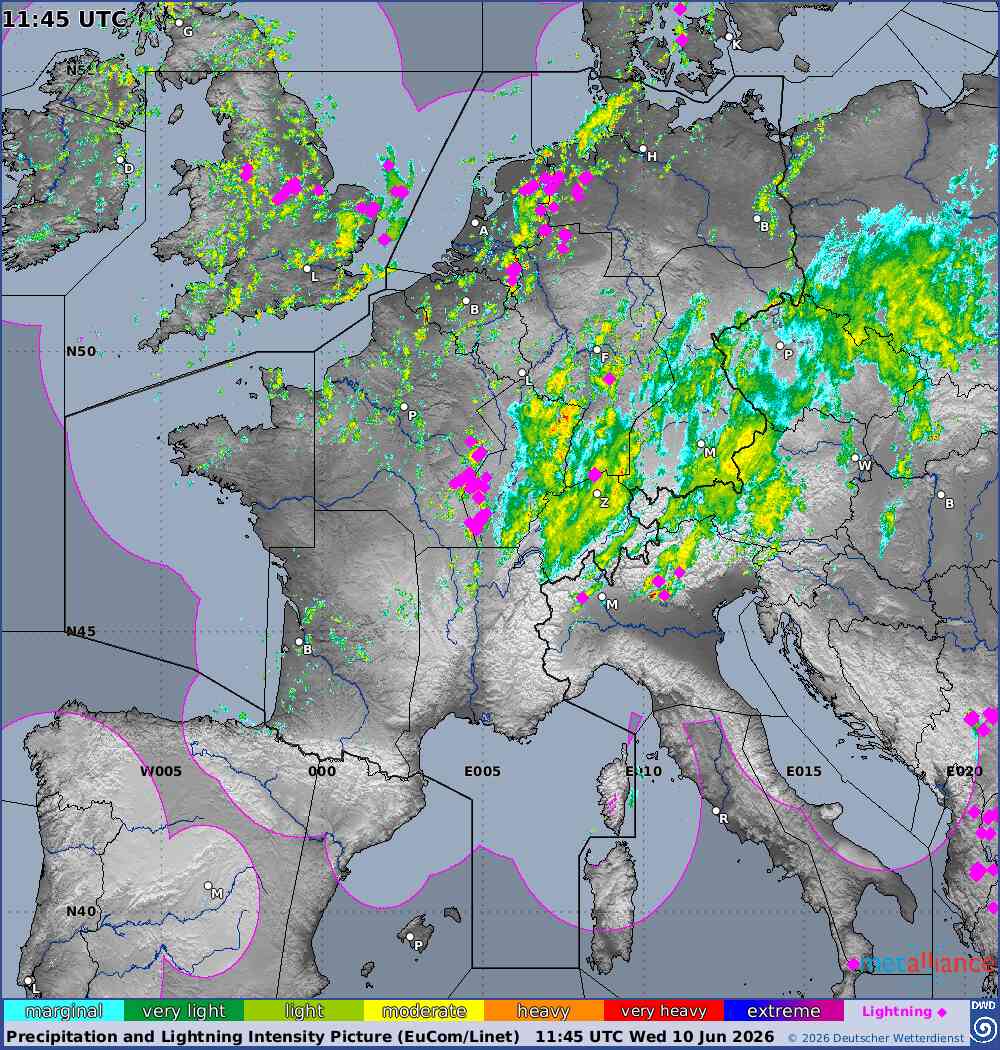 11:45 UTC
G
K
N55
D
H
B
A
L
B
N50
F
P
L
P
M
W
Z
B
M
N45
B
W005
000
E005
E010
E015
E020
R
M
N40
P
L
metalliance
marginal very light light moderate heavy very heavy extreme Lightning
DWD
Precipitation and Lightning Intensity Picture (EuCom/Linet) 11:45 UTC Wed 10 Jun 2026 © 2026 Deutscher Wetterdienst